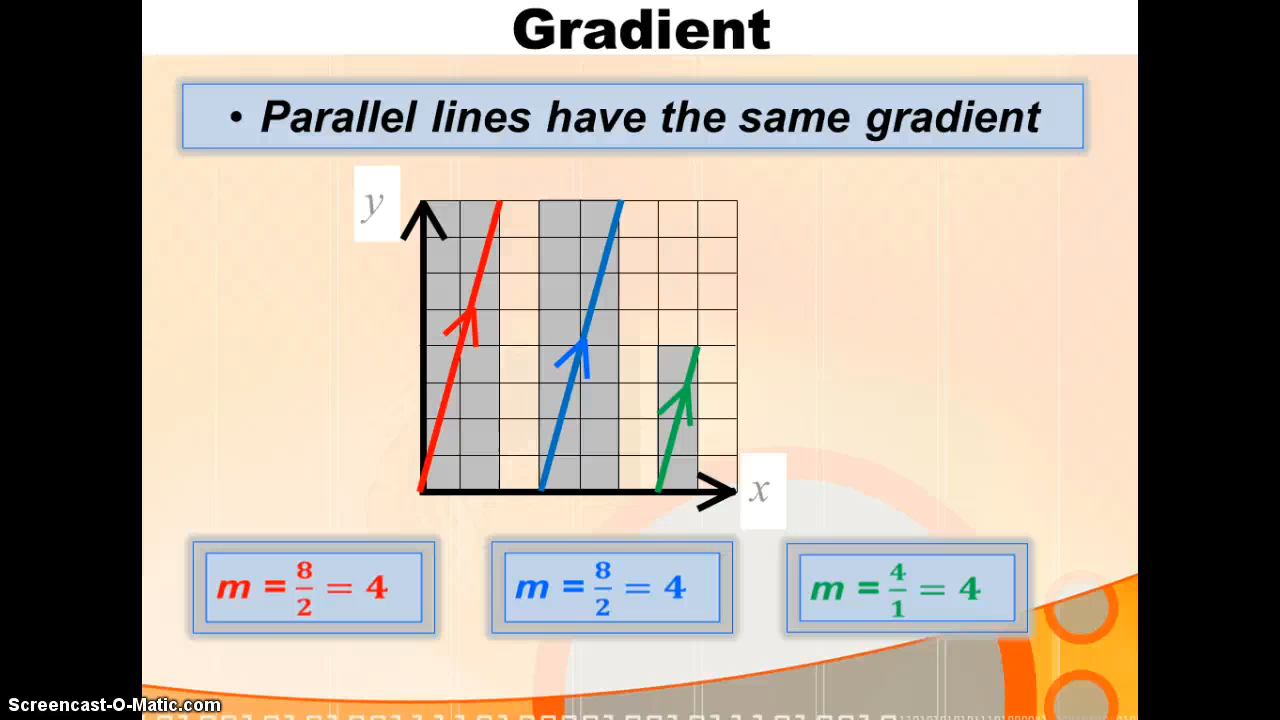 Gradient
• Parallel lines have the same gradient
y
x
m = 8/2 = 4
m = 8/2 = 4
m = 4/1 = 4
Screencast-O-Matic.com